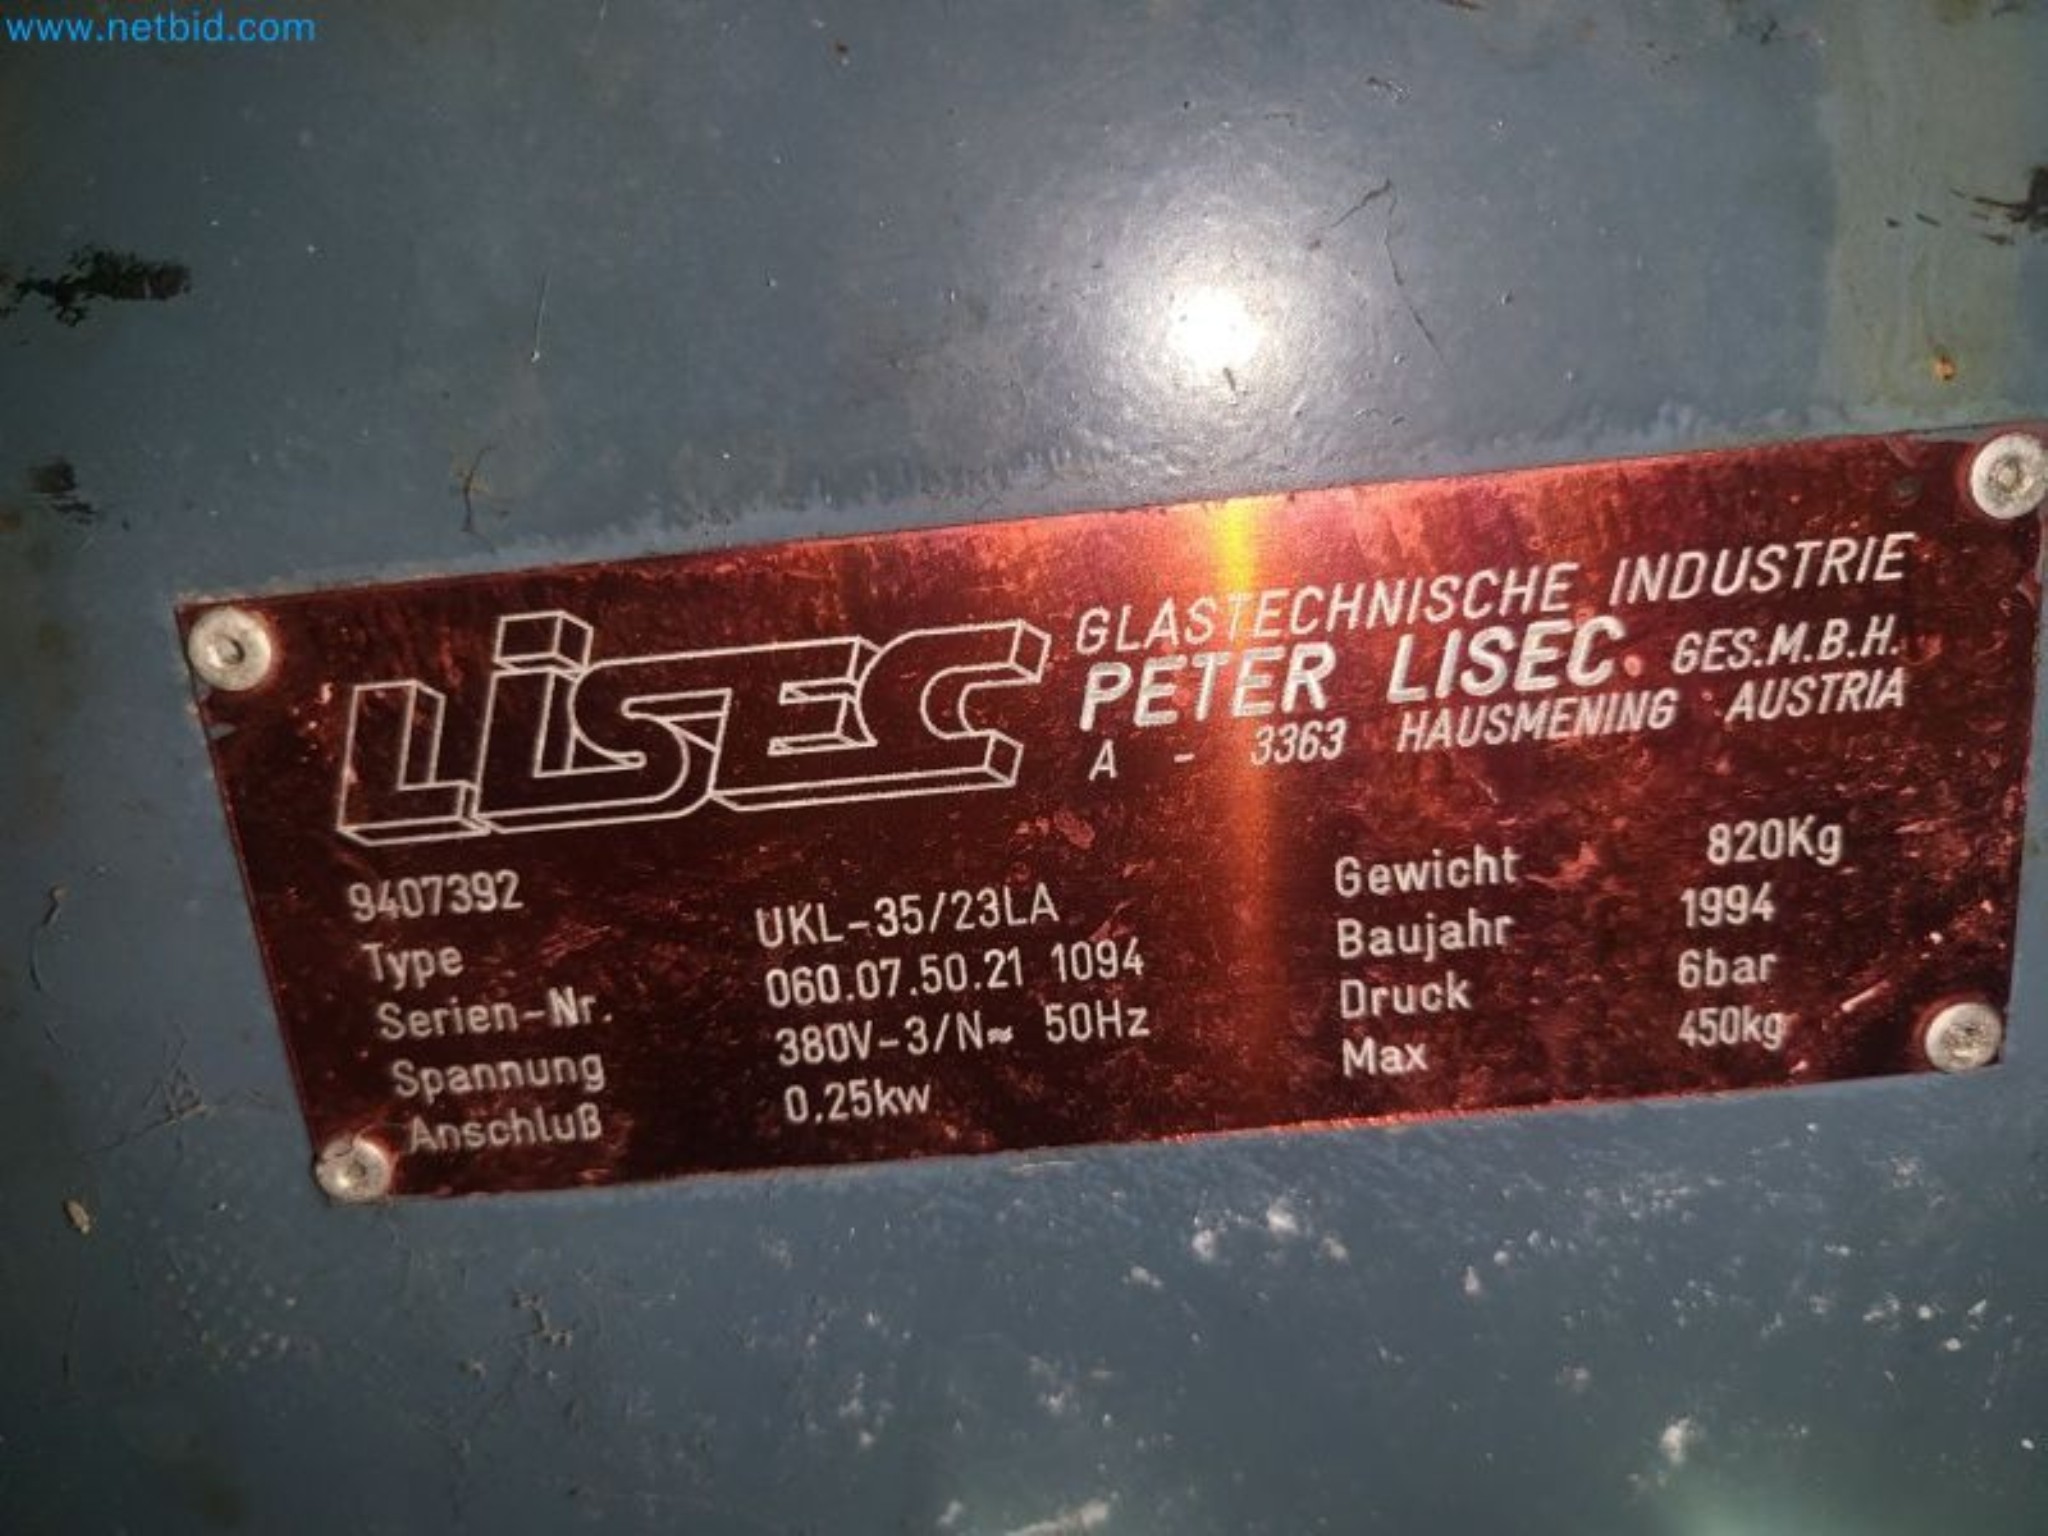 www.netbid.com
LISEC
GLASTECHNISCHE INDUSTRIE
PETER LISEC GES.M.B.H.
A - 3363 HAUSMENING AUSTRIA
9407392
Type UKL-35/23LA
Serien-Nr. 060.07.50.21 1094
Spannung 380V-3/N≈ 50Hz
Anschluß 0,25kw
Gewicht 820Kg
Baujahr 1994
Druck 6bar
Max 450kg